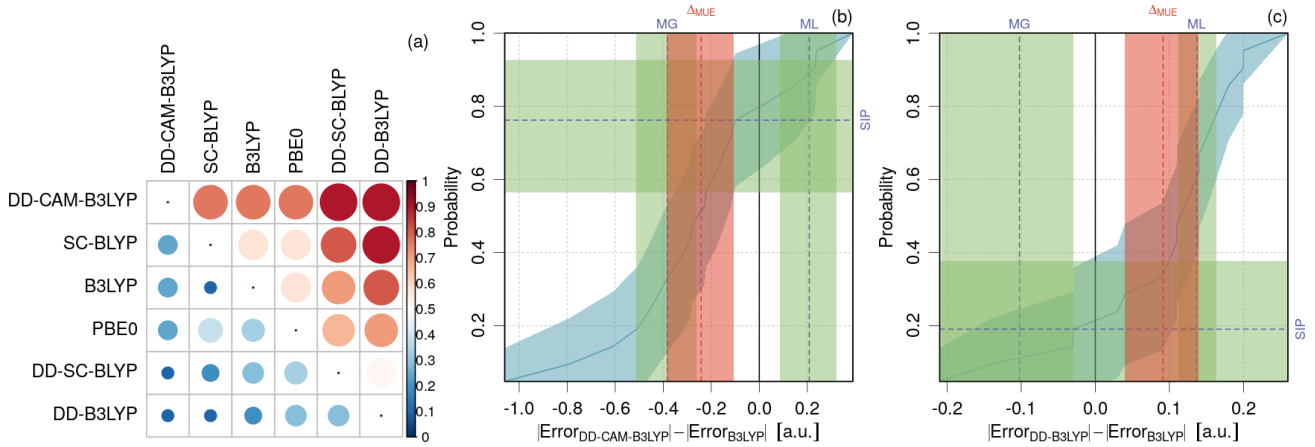 (a)
DD-CAM-B3LYP
SC-BLYP
B3LYP
PBE0
DD-SC-BLYP
DD-B3LYP
DD-CAM-B3LYP
SC-BLYP
B3LYP
PBE0
DD-SC-BLYP
DD-B3LYP
1
0.9
0.8
0.7
0.6
0.5
0.4
0.3
0.2
0.1
0
ΔMUE
MG
ML
(b)
Probability
1.0
0.8
0.6
0.4
0.2
SIP
-1.0 -0.8 -0.6 -0.4 -0.2 0.0 0.2
|ErrorDD-CAM-B3LYP|−|ErrorB3LYP| [a.u.]
ΔMUE
MG
ML
(c)
Probability
1.0
0.8
0.6
0.4
0.2
SIP
-0.2 -0.1 0.0 0.1 0.2
|ErrorDD-B3LYP|−|ErrorB3LYP| [a.u.]